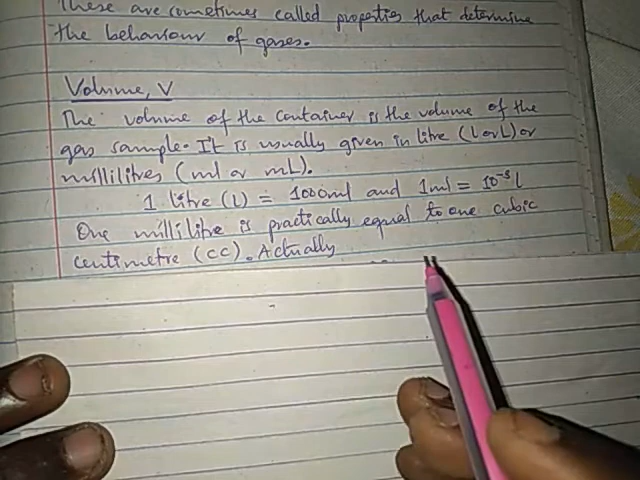 These are sometimes called properties that determine
the behaviour of gases.
Volume, V
The volume of the container is the volume of the
gas sample. It is usually given in litre (l or L) or
millilitres (ml or mL).
1 litre (L) = 1000ml and 1ml = 10⁻³ l
One millilitre is practically equal to one cubic
centimetre (CC). Actually